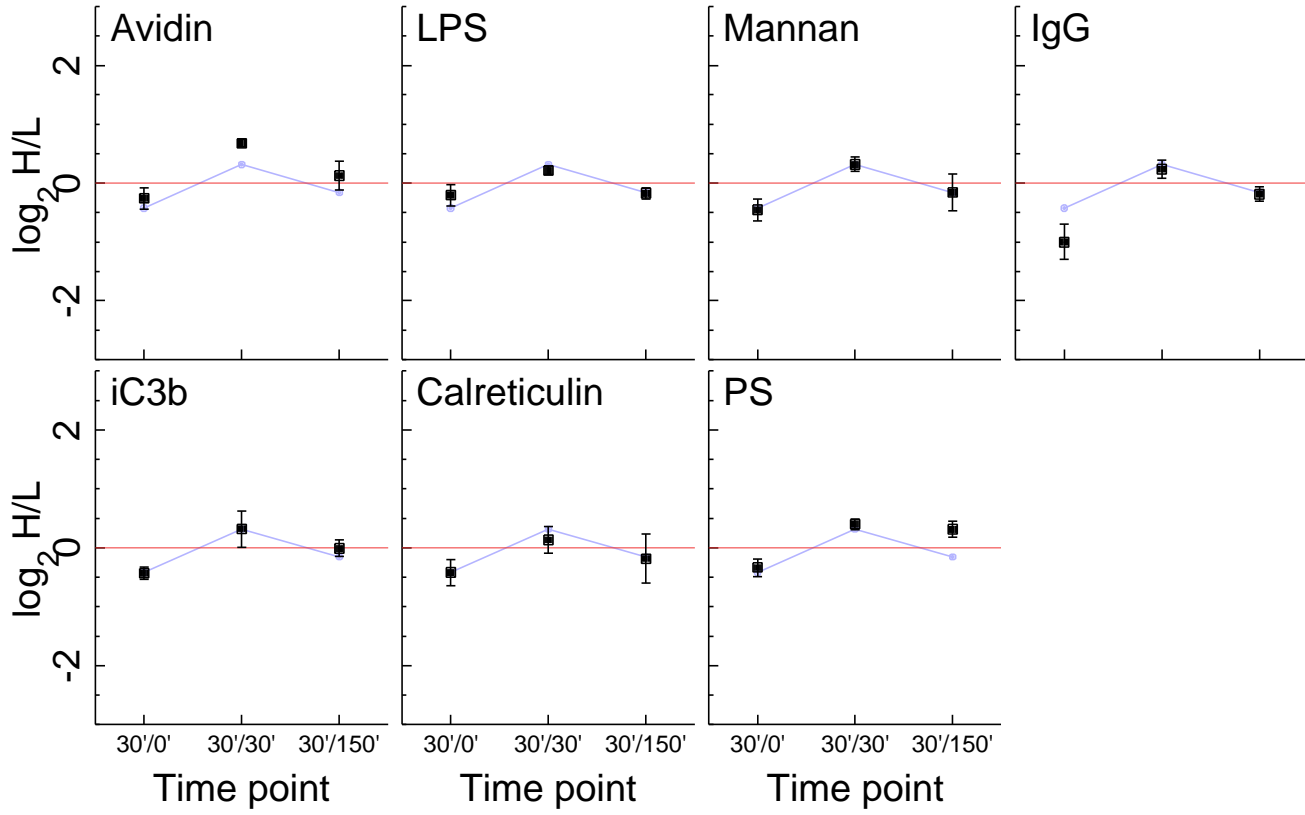 Avidin
LPS
Mannan
IgG
2
0
-2
log2 H/L
iC3b
Calreticulin
PS
2
0
-2
log2 H/L
30'/0' 30'/30' 30'/150'
30'/0' 30'/30' 30'/150'
30'/0' 30'/30' 30'/150'
Time point
Time point
Time point